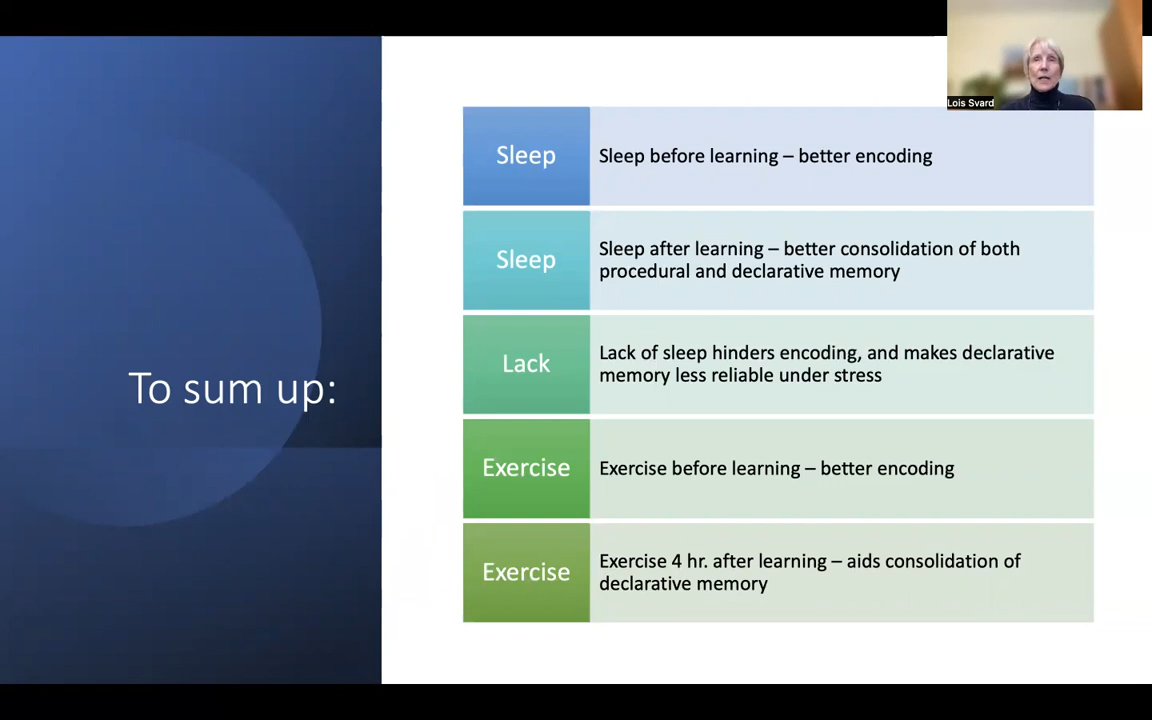 Lois Svard
To sum up:
Sleep
Sleep before learning – better encoding
Sleep
Sleep after learning – better consolidation of both
procedural and declarative memory
Lack
Lack of sleep hinders encoding, and makes declarative
memory less reliable under stress
Exercise
Exercise before learning – better encoding
Exercise
Exercise 4 hr. after learning – aids consolidation of
declarative memory